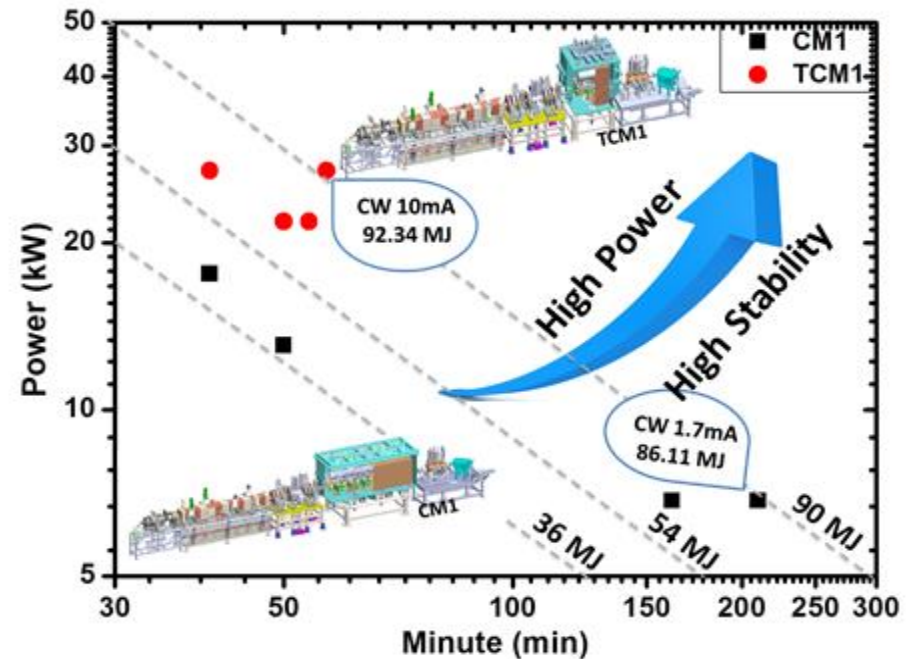 50
40
30
20
10
5
Power (kW)
CM1
TCM1
TCM1
CW 10mA
92.34 MJ
High Power
High Stability
CW 1.7mA
86.11 MJ
CM1
36 MJ
54 MJ
90 MJ
30
50
100
150
200
300
Minute (min)